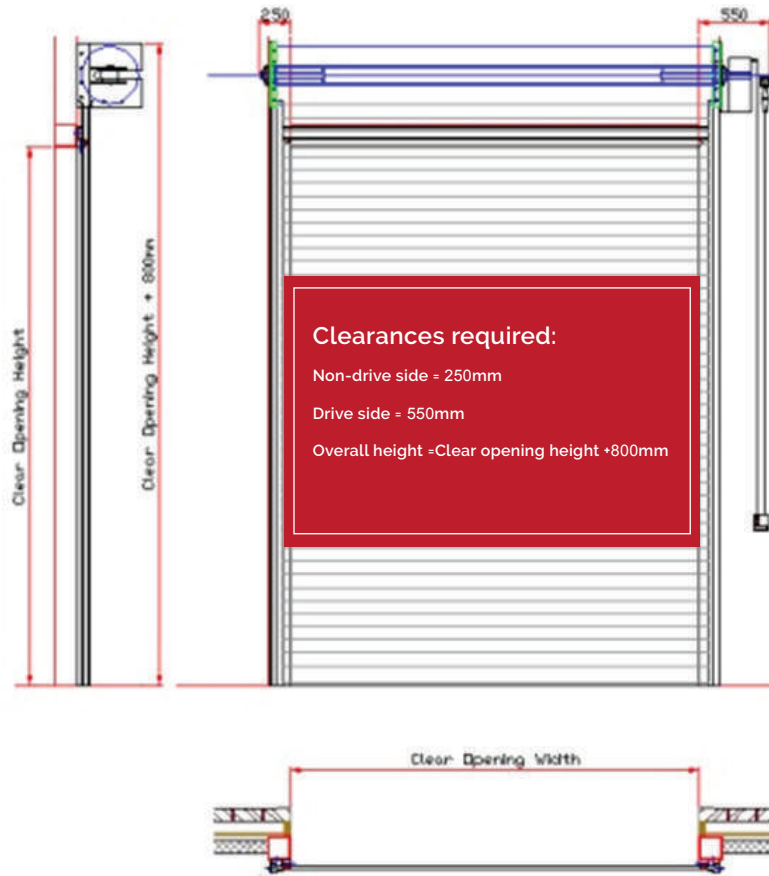 250
550
Clear Opening Height
Clear Opening Height + 800mm
Clearances required:
Non-drive side = 250mm
Drive side = 550mm
Overall height =Clear opening height +800mm
Clear Opening Width